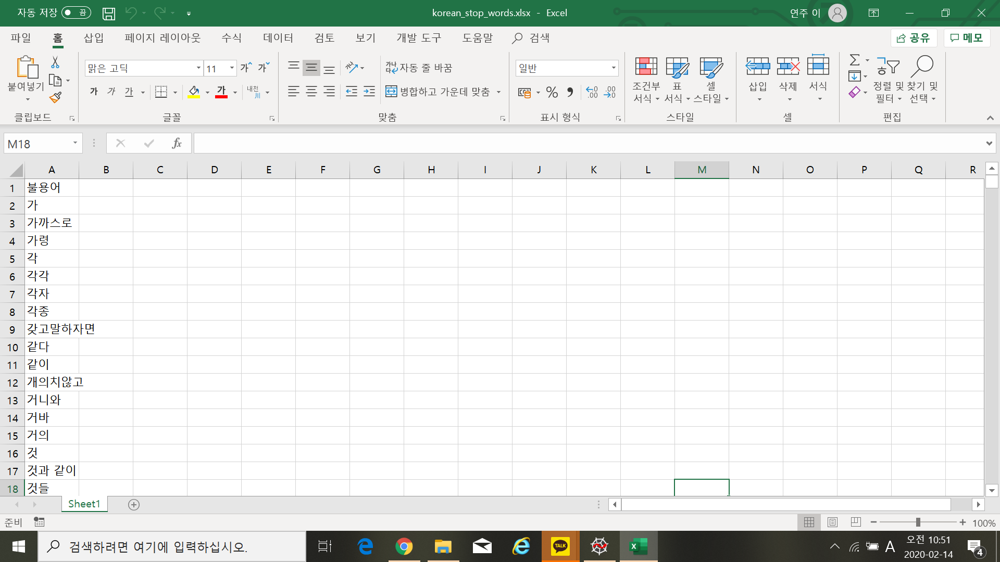 자동 저장 끔 korean_stop_words.xlsx - Excel 연주 이
파일 홈 삽입 페이지 레이아웃 수식 데이터 검토 보기 개발 도구 도움말 검색 공유 메모
붙여넣기
맑은 고딕 11 가 가
가 가 가 가 내천 川
자동 줄 바꿈
병합하고 가운데 맞춤
일반
% 00 00
조건부 서식
표 서식
셀 스타일
삽입 삭제 서식
정렬 및 필터
찾기 및 선택
클립보드 글꼴 맞춤 표시 형식 스타일 셀 편집
M18 fx
A B C D E F G H I J K L M N O P Q R
1 불용어
2 가
3 가까스로
4 가령
5 각
6 각각
7 각자
8 각종
9 갖고말하자면
10 같다
11 같이
12 개의치않고
13 거니와
14 거바
15 거의
16 것
17 것과 같이
18 것들
Sheet1
준비 100%
검색하려면 여기에 입력하십시오. TALK A 오전 10:51
2020-02-14 4